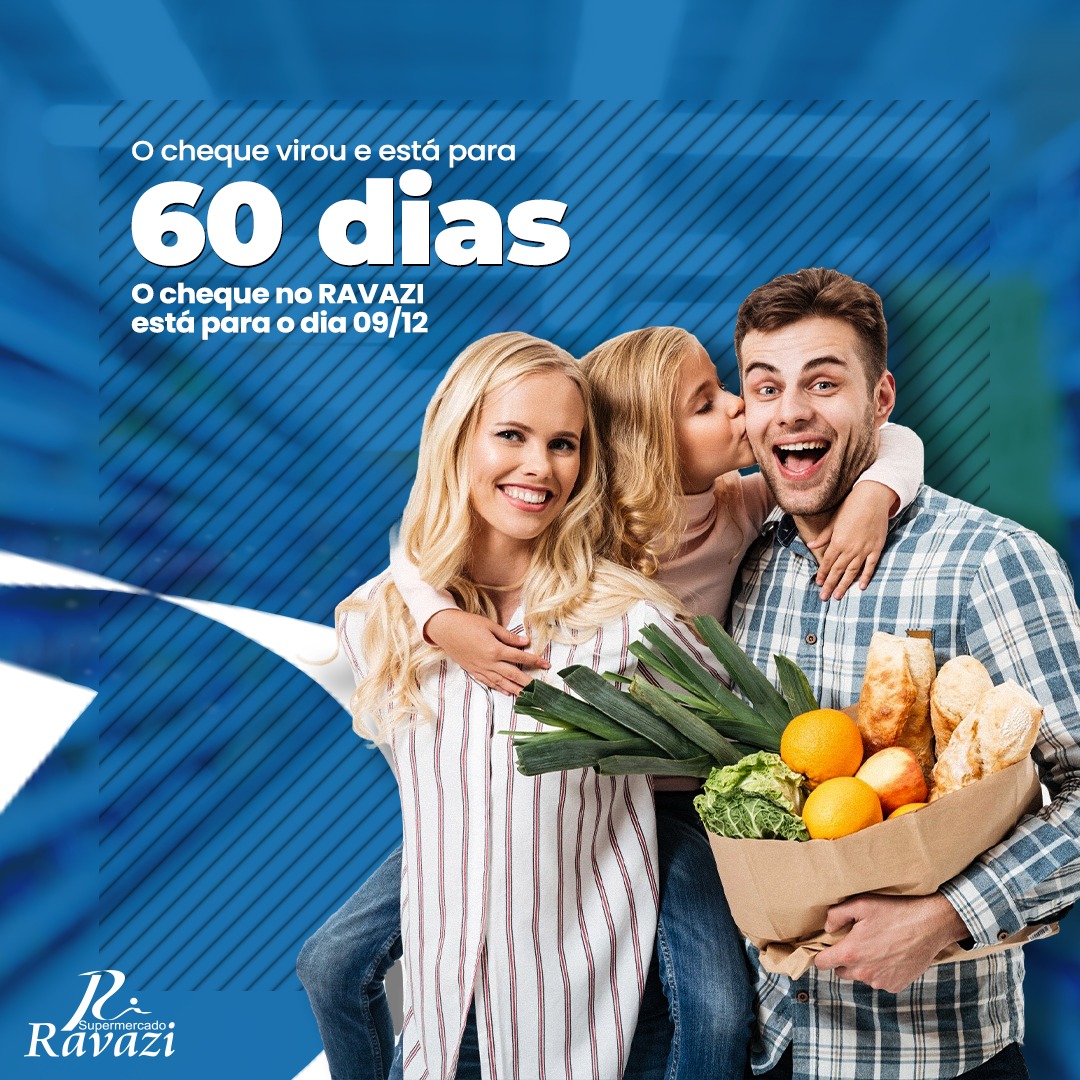 O cheque virou e está para
60 dias
O cheque no RAVAZI
está para o dia 09/12
R
Supermercado
Ravazi